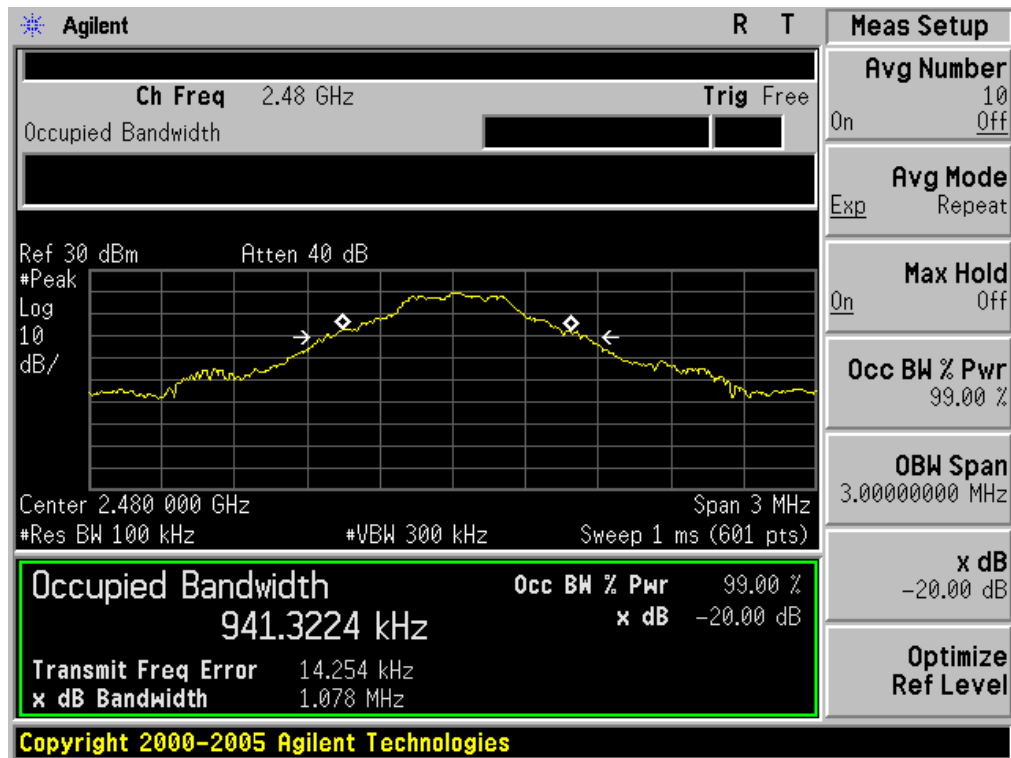 Agilent R T
Ch Freq 2.48 GHz Trig Free
Occupied Bandwidth
Ref 30 dBm Atten 40 dB
#Peak
Log
10
dB/
Center 2.480 000 GHz Span 3 MHz
#Res BW 100 kHz #VBW 300 kHz Sweep 1 ms (601 pts)
Occupied Bandwidth
941.3224 kHz
Occ BW % Pwr 99.00 %
x dB -20.00 dB
Transmit Freq Error 14.254 kHz
x dB Bandwidth 1.078 MHz
Copyright 2000-2005 Agilent Technologies
Meas Setup
Avg Number
10
On Off
Avg Mode
Exp Repeat
Max Hold
On Off
Occ BW % Pwr
99.00 %
OBW Span
3.00000000 MHz
x dB
-20.00 dB
Optimize
Ref Level